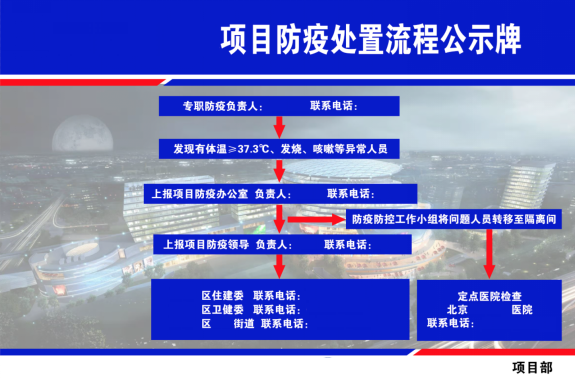 项目防疫处置流程公示牌
专职防疫负责人： 联系电话：
发现有体温≥37.3℃、发烧、咳嗽等异常人员
上报项目防疫办公室 负责人： 联系电话：
防疫防控工作小组将问题人员转移至隔离间
上报项目防疫领导 负责人： 联系电话：
区住建委 联系电话：
区卫健委 联系电话：
区 街道 联系电话：
定点医院检查
北京 医院
联系电话：
项目部